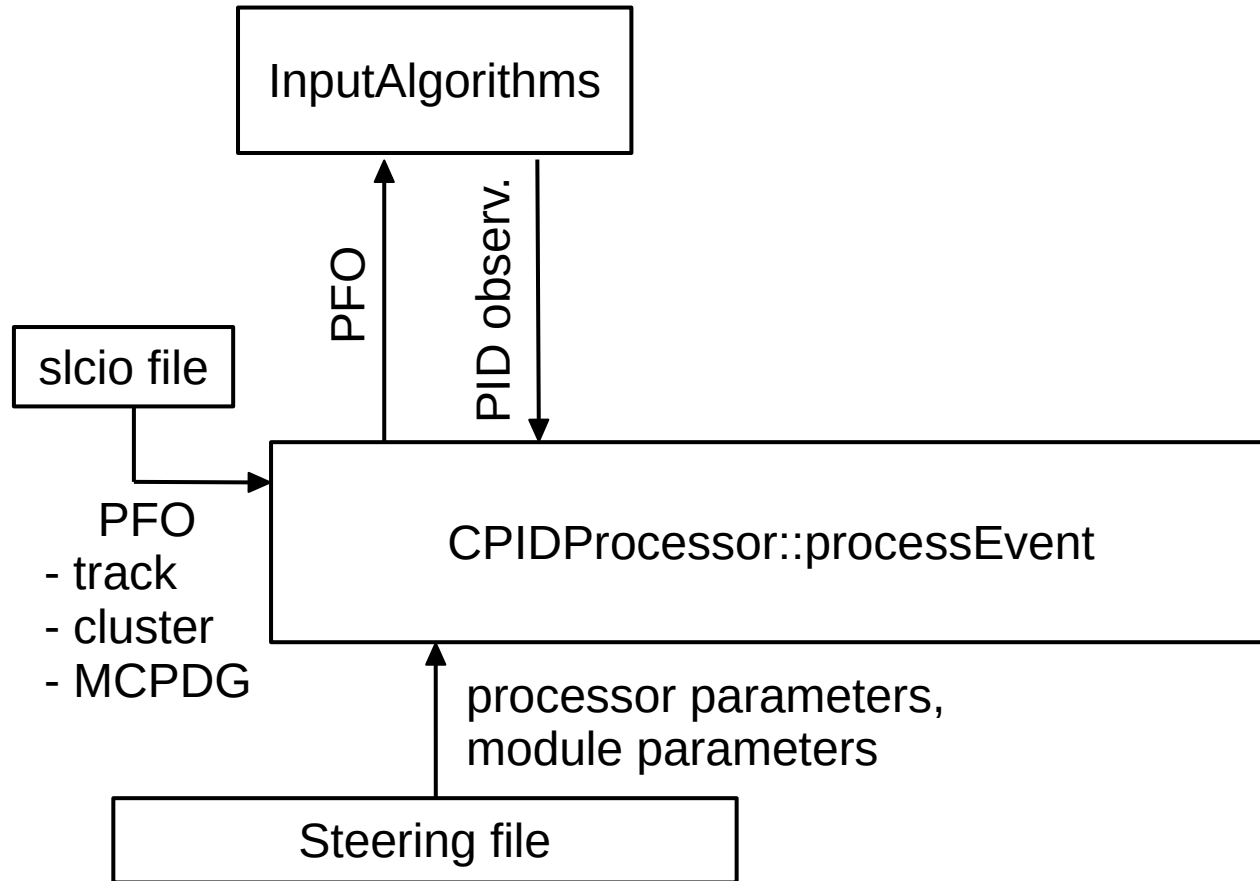 InputAlgorithms
PFO
PID observ.
slcio file
PFO
- track
- cluster
- MCPDG
CPIDProcessor::processEvent
processor parameters,
module parameters
Steering file